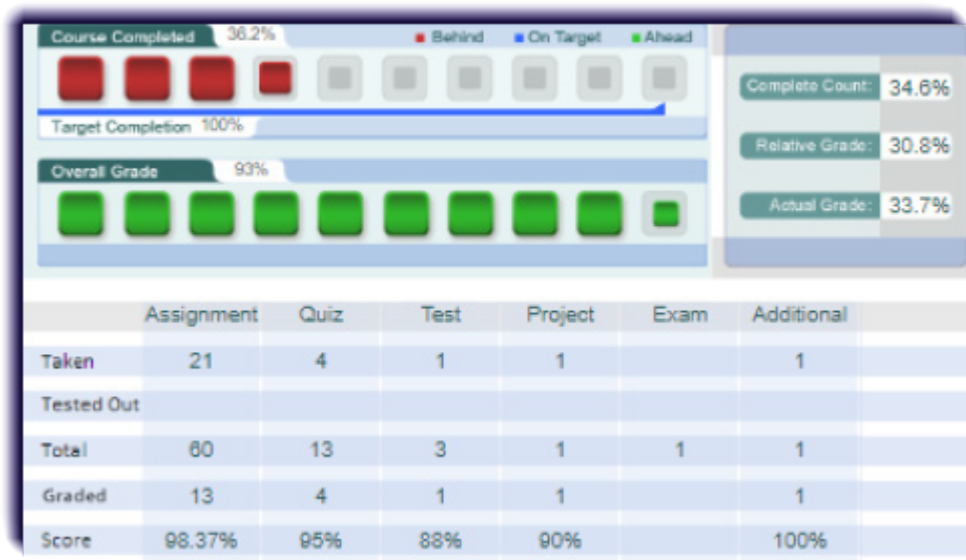 Course Completed 36.2% Behind On Target Ahead
Target Completion 100%
Overall Grade 93%
Complete Count: 34.6%
Relative Grade: 30.8%
Actual Grade: 33.7%
Assignment Quiz Test Project Exam Additional
Taken 21 4 1 1 1
Tested Out
Total 60 13 3 1 1 1
Graded 13 4 1 1 1
Score 98.37% 95% 88% 90% 100%